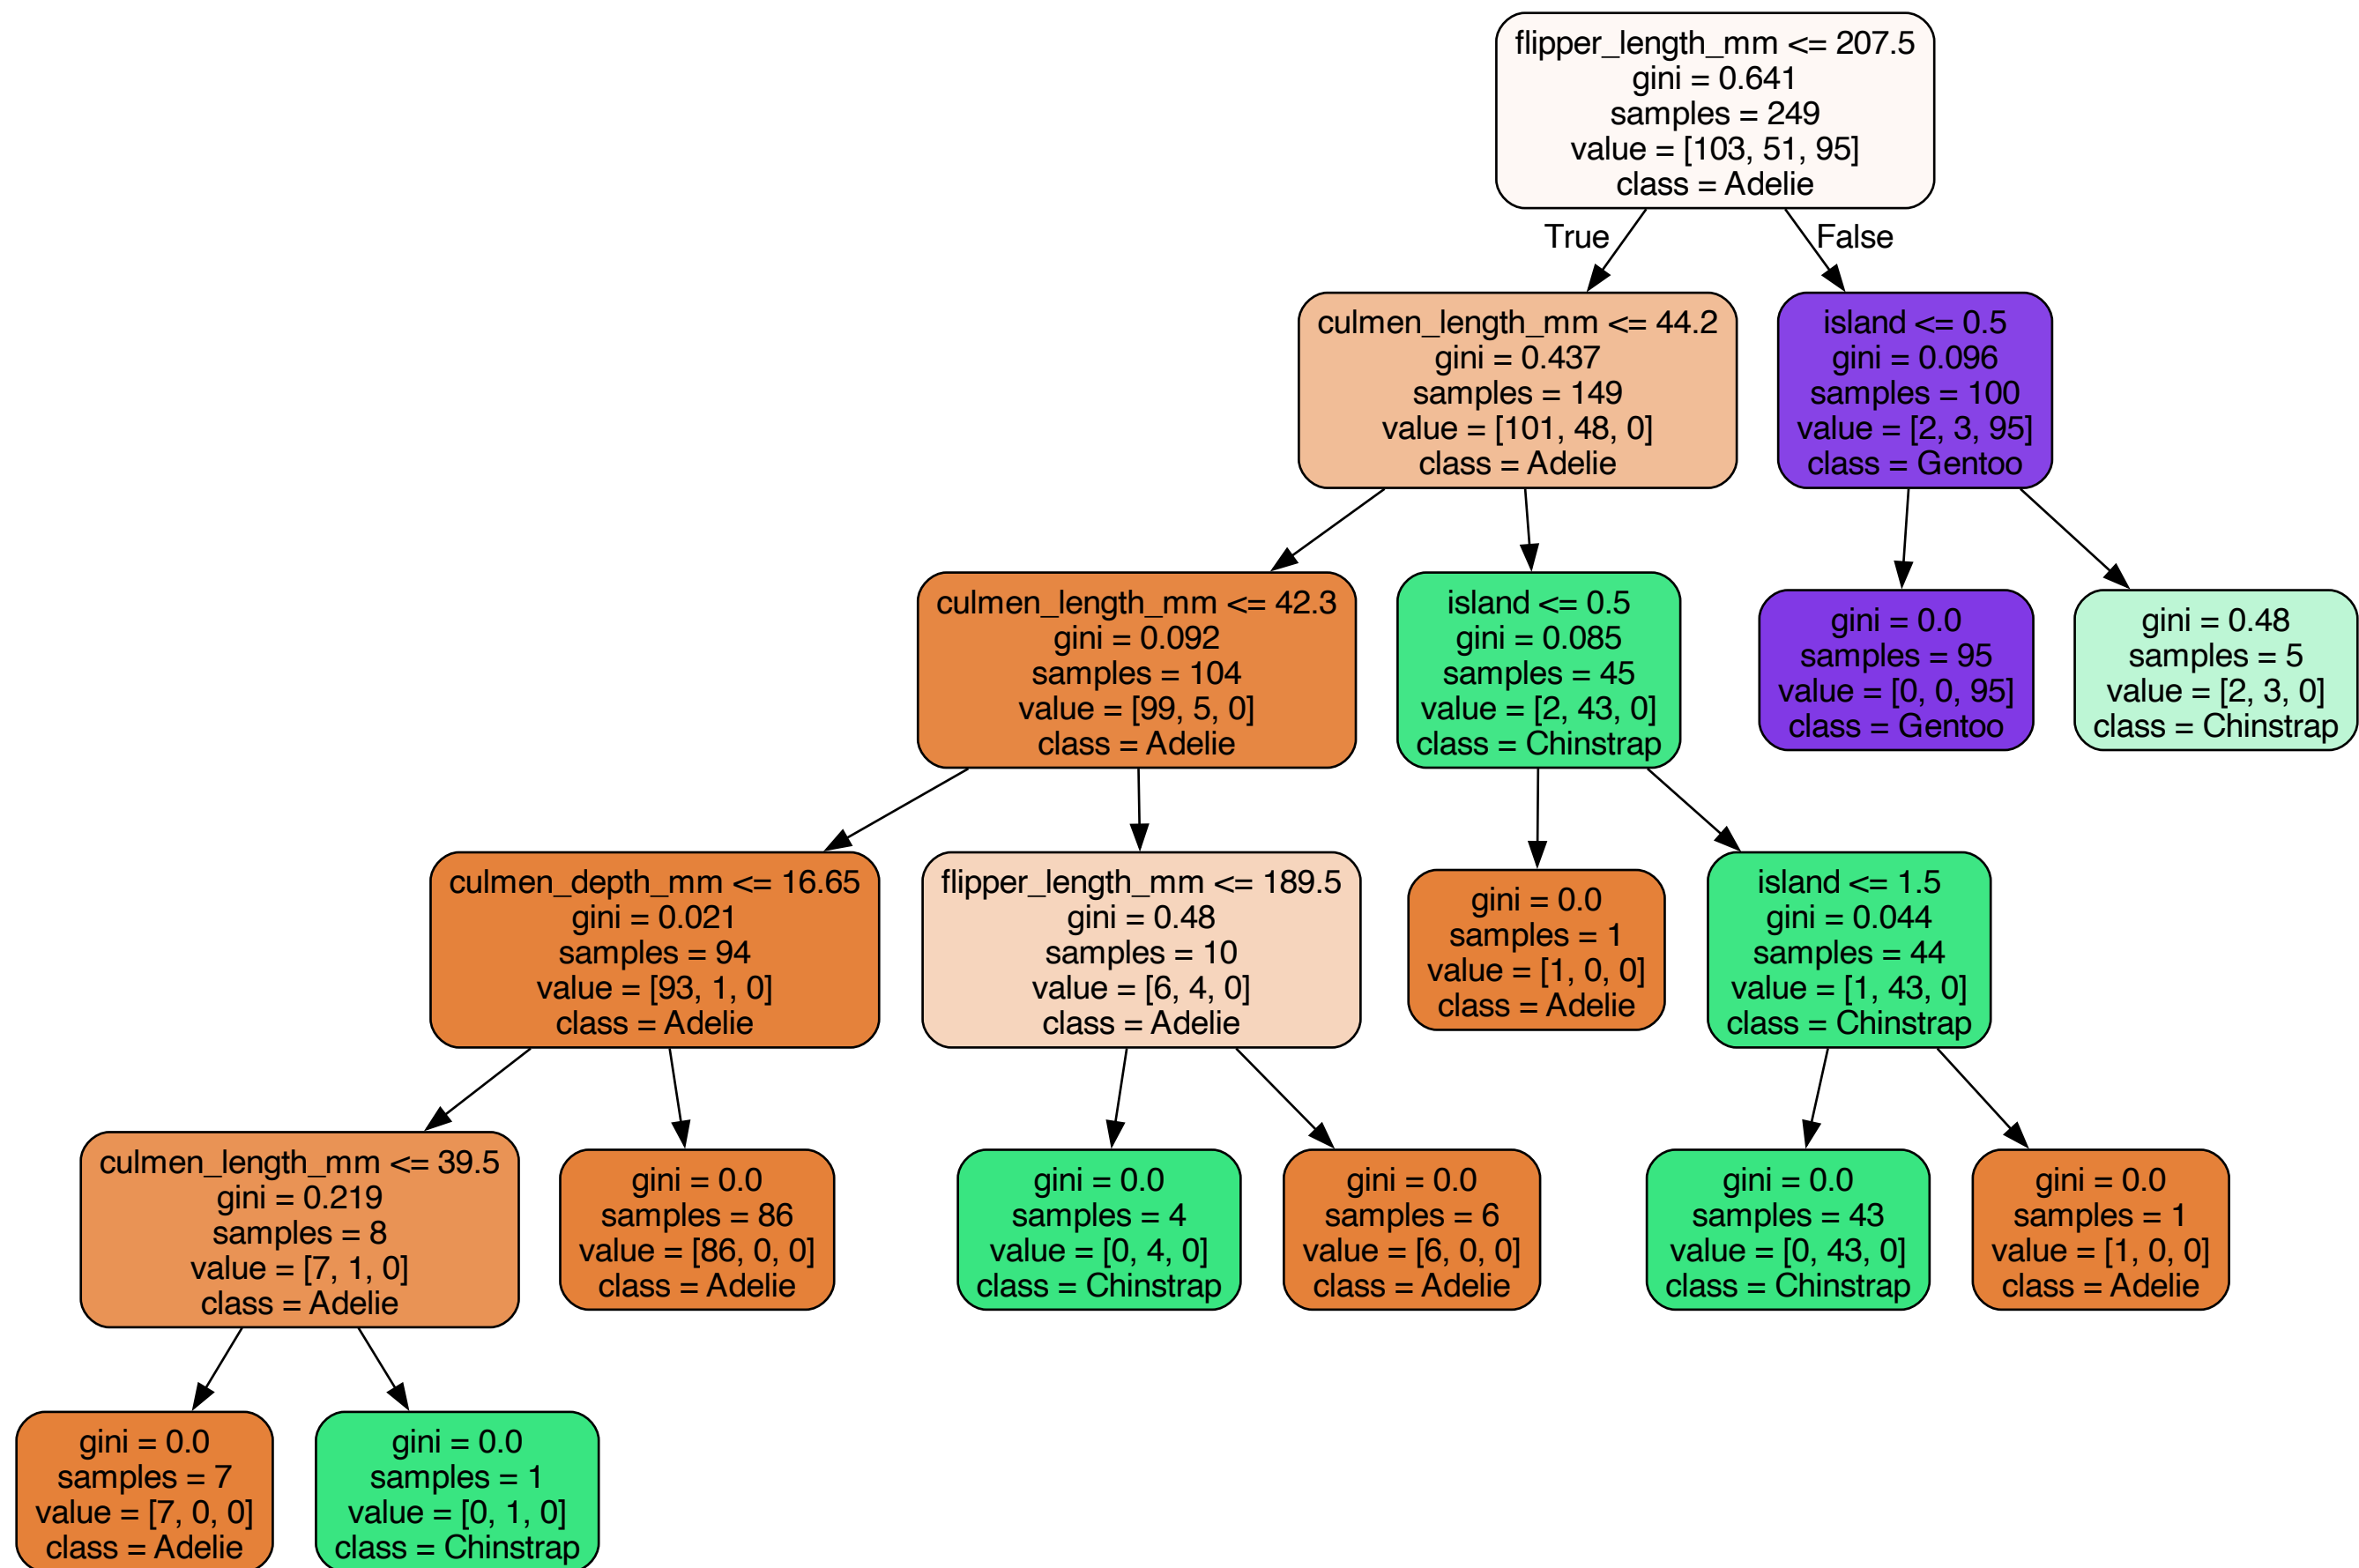 flipper_length_mm <= 207.5
gini = 0.641
samples = 249
value = [103, 51, 95]
class = Adelie
True
False
culmen_length_mm <= 44.2
gini = 0.437
samples = 149
value = [101, 48, 0]
class = Adelie
island <= 0.5
gini = 0.096
samples = 100
value = [2, 3, 95]
class = Gentoo
culmen_length_mm <= 42.3
gini = 0.092
samples = 104
value = [99, 5, 0]
class = Adelie
island <= 0.5
gini = 0.085
samples = 45
value = [2, 43, 0]
class = Chinstrap
gini = 0.0
samples = 95
value = [0, 0, 95]
class = Gentoo
gini = 0.48
samples = 5
value = [2, 3, 0]
class = Chinstrap
culmen_depth_mm <= 16.65
gini = 0.021
samples = 94
value = [93, 1, 0]
class = Adelie
flipper_length_mm <= 189.5
gini = 0.48
samples = 10
value = [6, 4, 0]
class = Adelie
gini = 0.0
samples = 1
value = [1, 0, 0]
class = Adelie
island <= 1.5
gini = 0.044
samples = 44
value = [1, 43, 0]
class = Chinstrap
culmen_length_mm <= 39.5
gini = 0.219
samples = 8
value = [7, 1, 0]
class = Adelie
gini = 0.0
samples = 86
value = [86, 0, 0]
class = Adelie
gini = 0.0
samples = 4
value = [0, 4, 0]
class = Chinstrap
gini = 0.0
samples = 6
value = [6, 0, 0]
class = Adelie
gini = 0.0
samples = 43
value = [0, 43, 0]
class = Chinstrap
gini = 0.0
samples = 1
value = [1, 0, 0]
class = Adelie
gini = 0.0
samples = 7
value = [7, 0, 0]
class = Adelie
gini = 0.0
samples = 1
value = [0, 1, 0]
class = Chinstrap